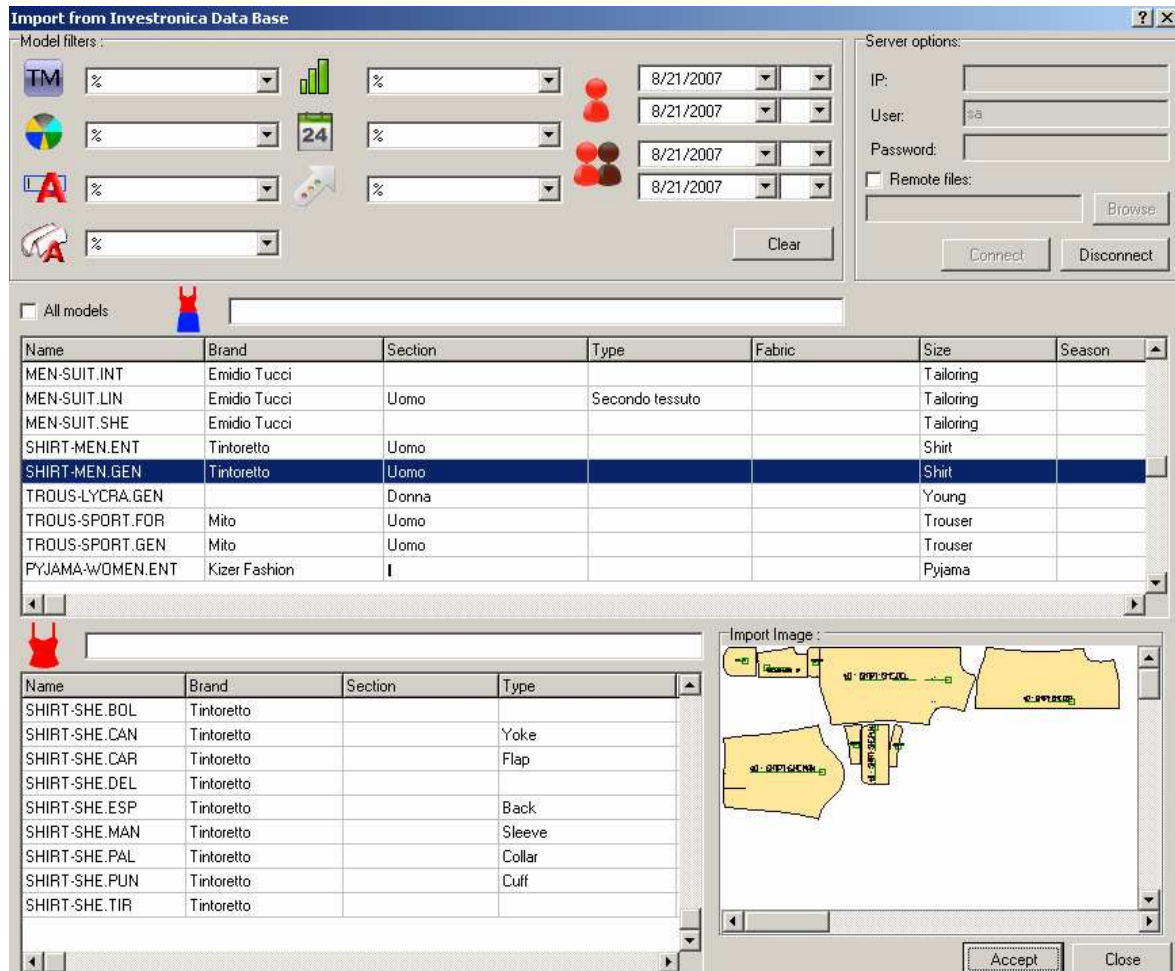 Import from Investronica Data Base
Model filters :
Server options:
TM % % 8/21/2007
8/21/2007
IP:
% 24 % 8/21/2007
8/21/2007
User: sa
Password:
A % %
Remote files:
Browse
A %
Clear
Connect Disconnect
All models
Name Brand Section Type Fabric Size Season
MEN-SUIT.INT Emidio Tucci Tailoring
MEN-SUIT.LIN Emidio Tucci Uomo Secondo tessuto Tailoring
MEN-SUIT.SHE Emidio Tucci Tailoring
SHIRT-MEN.ENT Tintoretto Uomo Shirt
SHIRT-MEN.GEN Tintoretto Uomo Shirt
TROUS-LYCRA.GEN Donna Young
TROUS-SPORT.FOR Mito Uomo Trouser
TROUS-SPORT.GEN Mito Uomo Trouser
PYJAMA-WOMEN.ENT Kizer Fashion Pyjama
Import Image :
Name Brand Section Type
SHIRT-SHE.BOL Tintoretto
SHIRT-SHE.CAN Tintoretto Yoke
SHIRT-SHE.CAR Tintoretto Flap
SHIRT-SHE.DEL Tintoretto
SHIRT-SHE.ESP Tintoretto Back
SHIRT-SHE.MAN Tintoretto Sleeve
SHIRT-SHE.PAL Tintoretto Collar
SHIRT-SHE.PUN Tintoretto Cuff
SHIRT-SHE.TIR Tintoretto
Accept Close